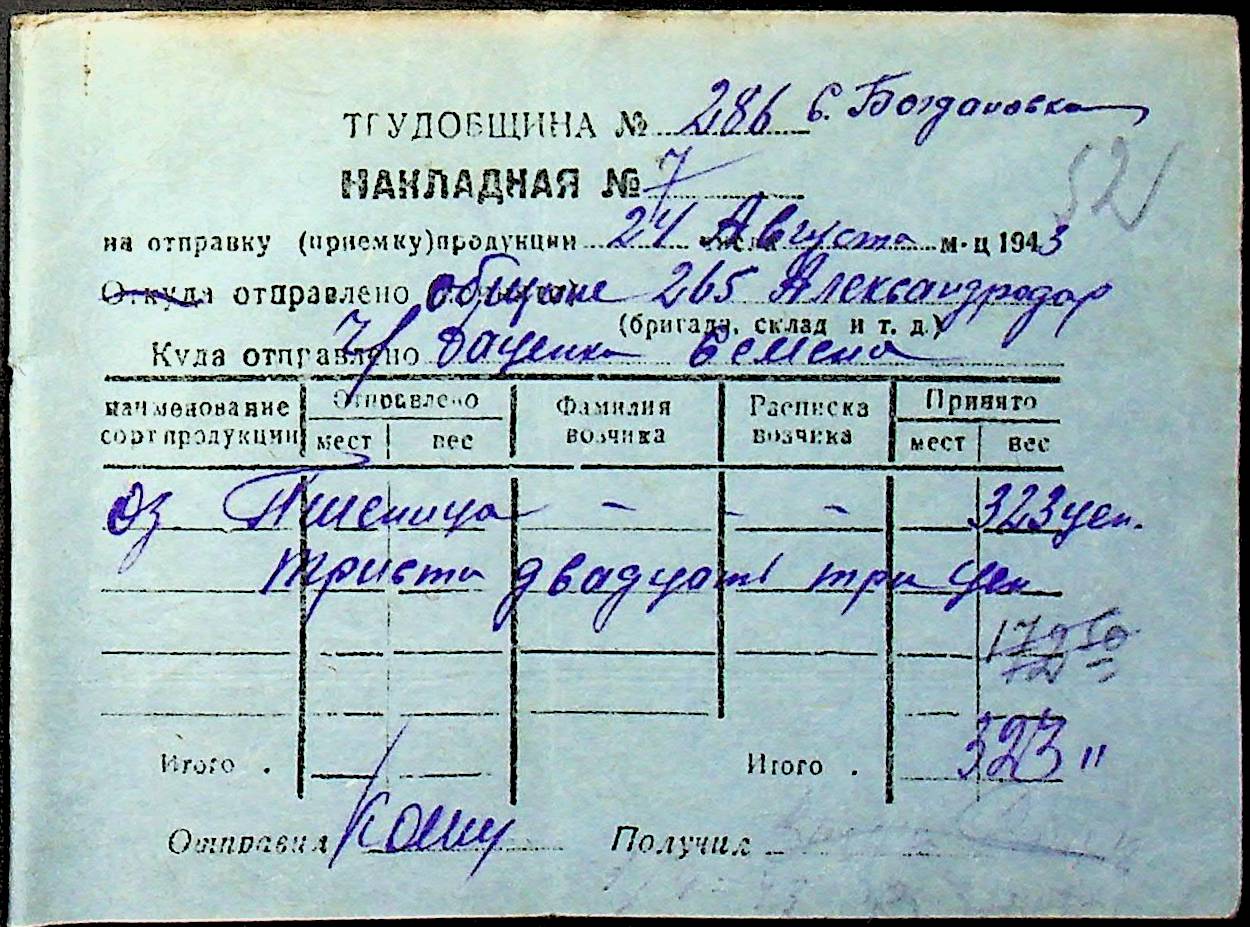 ТРУДОБЩИНА № 286 с. Богдановка
НАКЛАДНАЯ № 7
52
на отправку (приемку) продукции 24 числа Августа м-ц 1943
Откуда отправлено общине 265 Александродар
(бригада, склад и т. д.)
Куда отправлено ч/ Даценка Семена
наименование сорт продукции Отправлено Фамилия возчика Расписка возчика Принято
мест вес мест вес
Оз. Пшеница - - - 323 цен.
триста двадцать три цен
323 "
Итого . Итого .
Отправил Получил